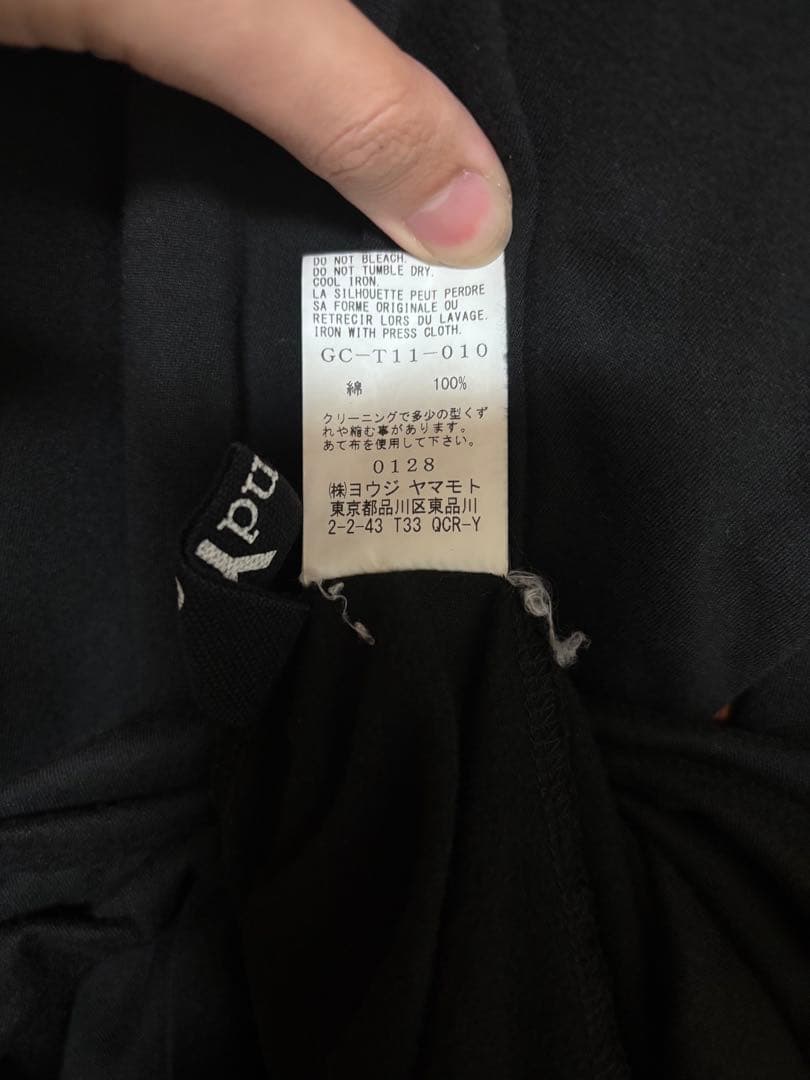 DO NOT BLEACH.
DO NOT TUMBLE DRY.
COOL IRON.
LA SILHOUETTE PEUT PERDRE
SA FORME ORIGINALE OU
RETRECIR LORS DU LAVAGE.
IRON WITH PRESS CLOTH.
GC-T11-010
綿 100%
クリーニングで多少の型くず
れや縮む事があります。
あて布を使用して下さい。
0128
㈱ヨウジ ヤマモト
東京都品川区東品川
2-2-43 T33 QCR-Y
nd
y